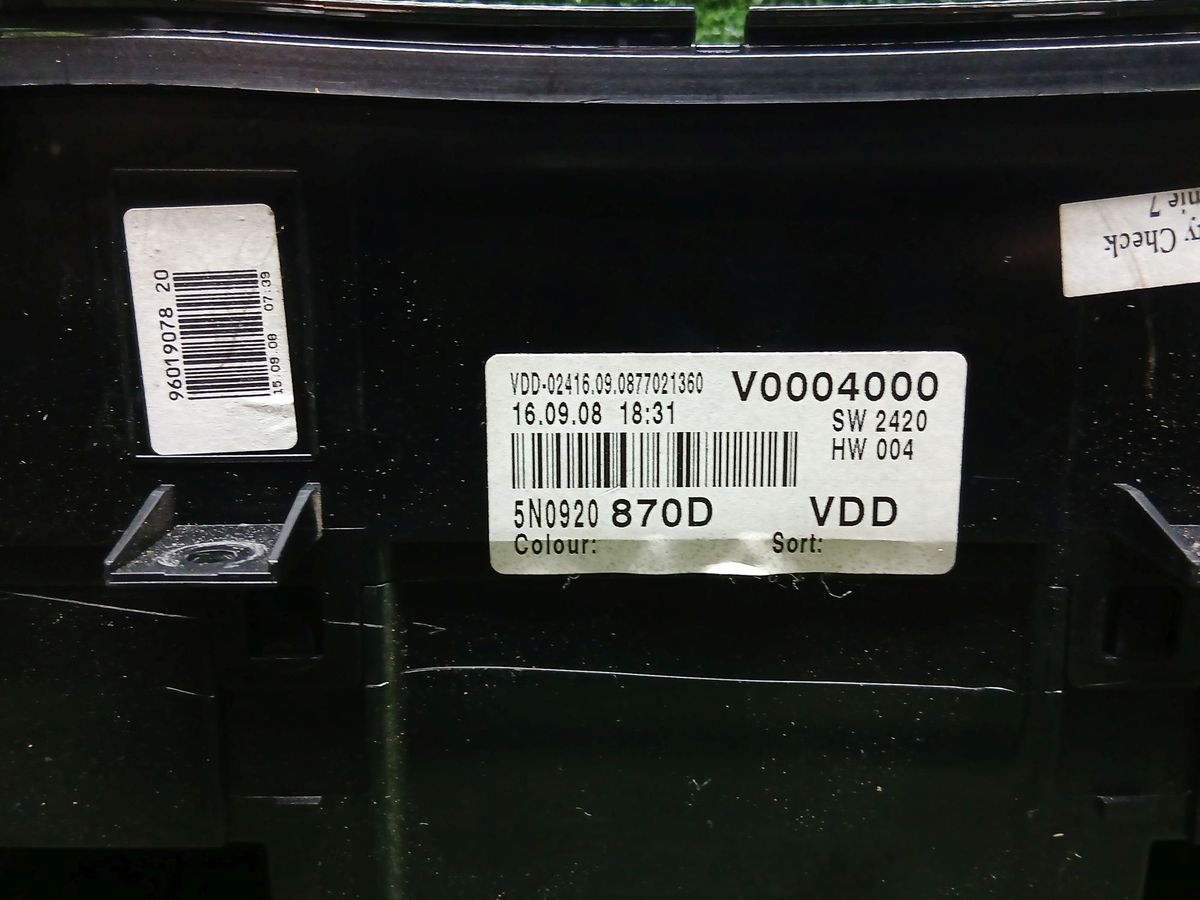 96019078 20
15.09.08 07:39
VDD-02416.09.0877021360 V0004000
16.09.08 18:31 SW 2420
HW 004
5N0920 870D VDD
Colour: Sort:
Check
7